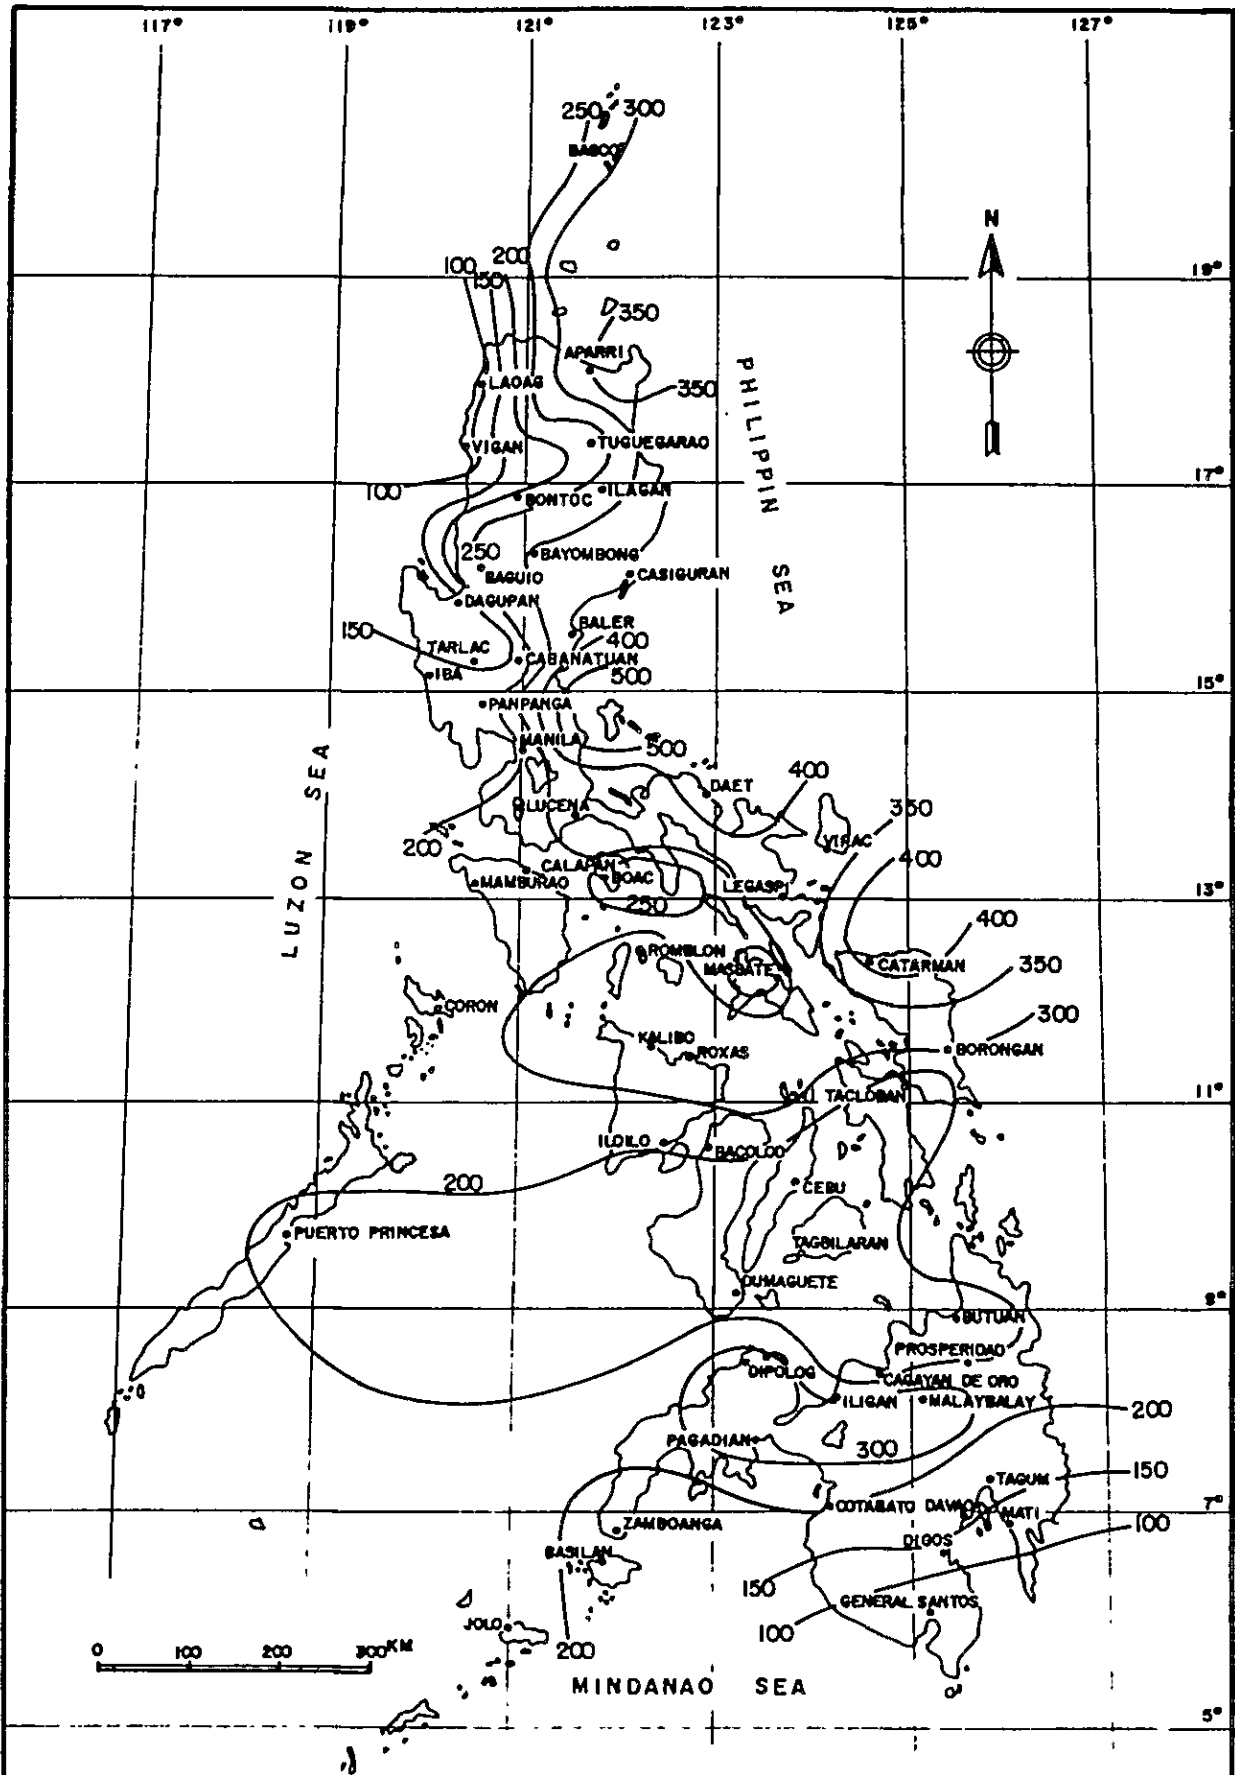 117° 119° 121° 123° 125° 127°
250 300
BASCO
N
200
100
150
19°
350
APARRI
LAOAG
350
PHILIPPIN SEA
VIGAN
TUGUEGARAO
100
BONTOC
ILAGAN
17°
250
BAYOMBONG
BAGUIO
CASIGURAN
DAGUPAN
150
BALER
400
TARLAC
CABANATUAN
IBA
500
15°
PANPANGA
MANILA
500
LUZON SEA
DAET
400
LUCENA
350
200
VIRAC
400
CALAPAN
BOAC
MAMBURAO
LEGASPI
250
13°
400
ROMBLON
MASBATE
CATARMAN
350
CORON
300
KALIBO
ROXAS
BORONGAN
TACLOBAN
11°
ILOILO
BACOLOD
200
CEBU
PUERTO PRINCESA
TAGBILARAN
DUMAGUETE
9°
BUTUAN
PROSPERIDAD
DIPOLOG
CAGAYAN DE ORO
ILIGAN
MALAYBALAY
200
PAGADIAN
300
TAGUM
150
COTABATO
DAVAO
MATI
7°
ZAMBOANGA
100
DIGOS
BASILAN
150
GENERAL SANTOS
100
JOLO
200
0 100 200 300 KM
MINDANAO SEA
5°